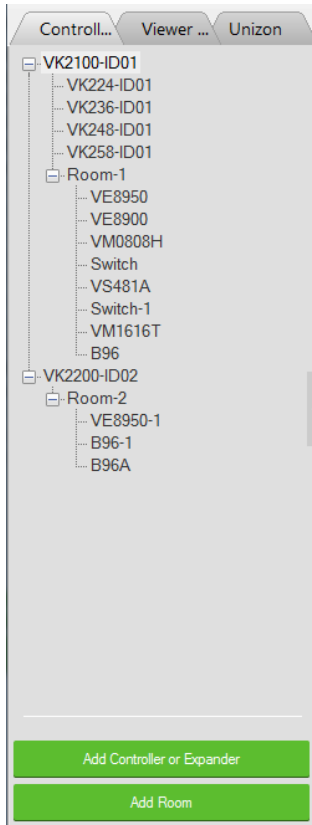 Controll... Viewer ... Unizon
VK2100-ID01
VK224-ID01
VK236-ID01
VK248-ID01
VK258-ID01
Room-1
VE8950
VE8900
VM0808H
Switch
VS481A
Switch-1
VM1616T
B96
VK2200-ID02
Room-2
VE8950-1
B96-1
B96A
Add Controller or Expander
Add Room